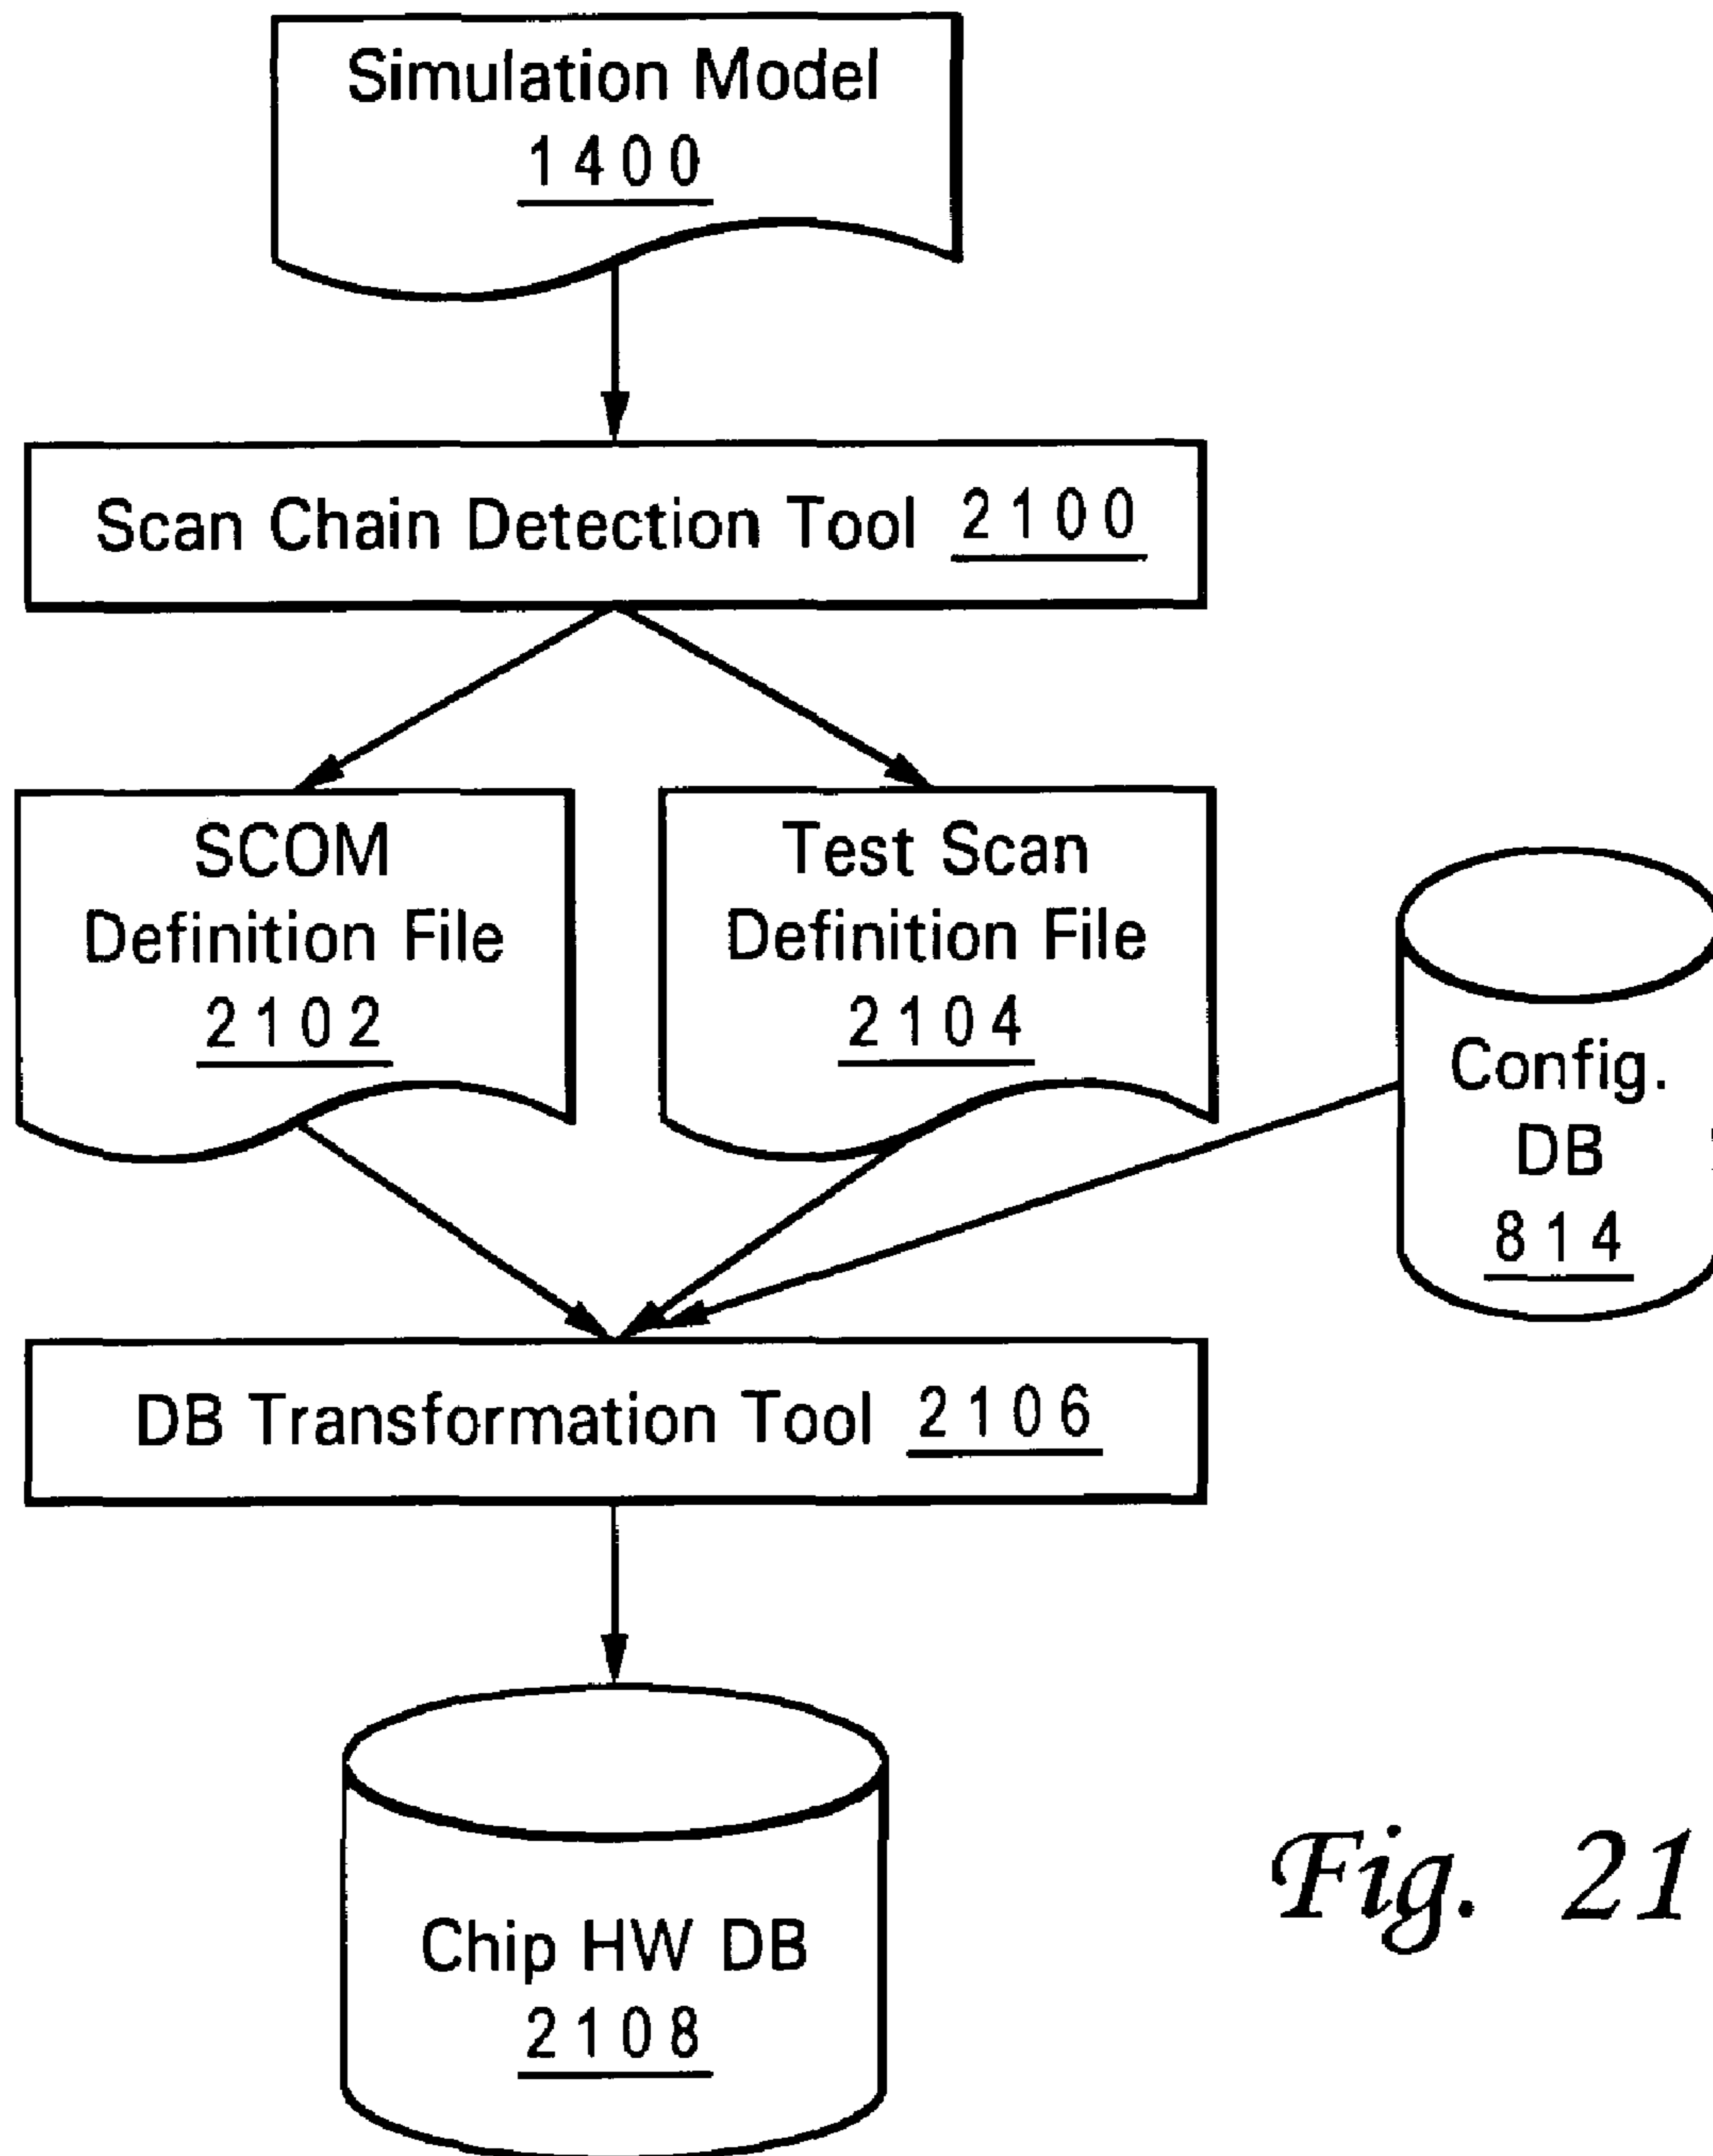 Simulation Model
1400
Scan Chain Detection Tool 2100
SCOM
Definition File
2102
Test Scan
Definition File
2104
Config.
DB
814
DB Transformation Tool 2106
Chip HW DB
2108
Fig. 21